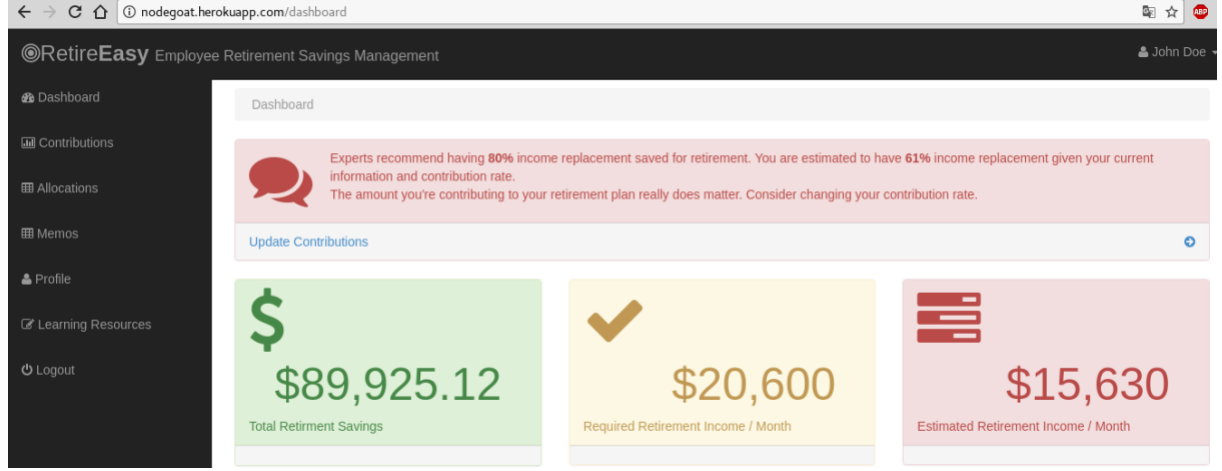 nodegoat.herokuapp.com/dashboard
ABP
RetireEasy Employee Retirement Savings Management
John Doe
Dashboard
Contributions
Allocations
Memos
Profile
Learning Resources
Logout
Dashboard
Experts recommend having 80% income replacement saved for retirement. You are estimated to have 61% income replacement given your current
information and contribution rate.
The amount you're contributing to your retirement plan really does matter. Consider changing your contribution rate.
Update Contributions
$
$89,925.12
Total Retirment Savings
$20,600
Required Retirement Income / Month
$15,630
Estimated Retirement Income / Month